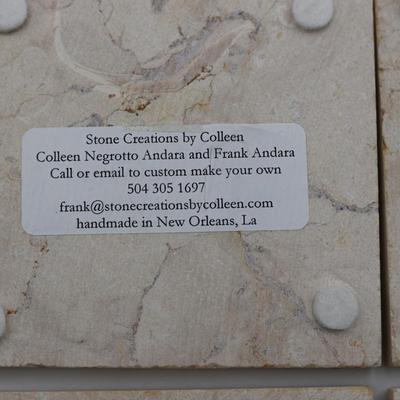 Stone Creations by Colleen
Colleen Negrotto Andara and Frank Andara
Call or email to custom make your own
504 305 1697
frank@stonecreationsbycolleen.com
handmade in New Orleans, La